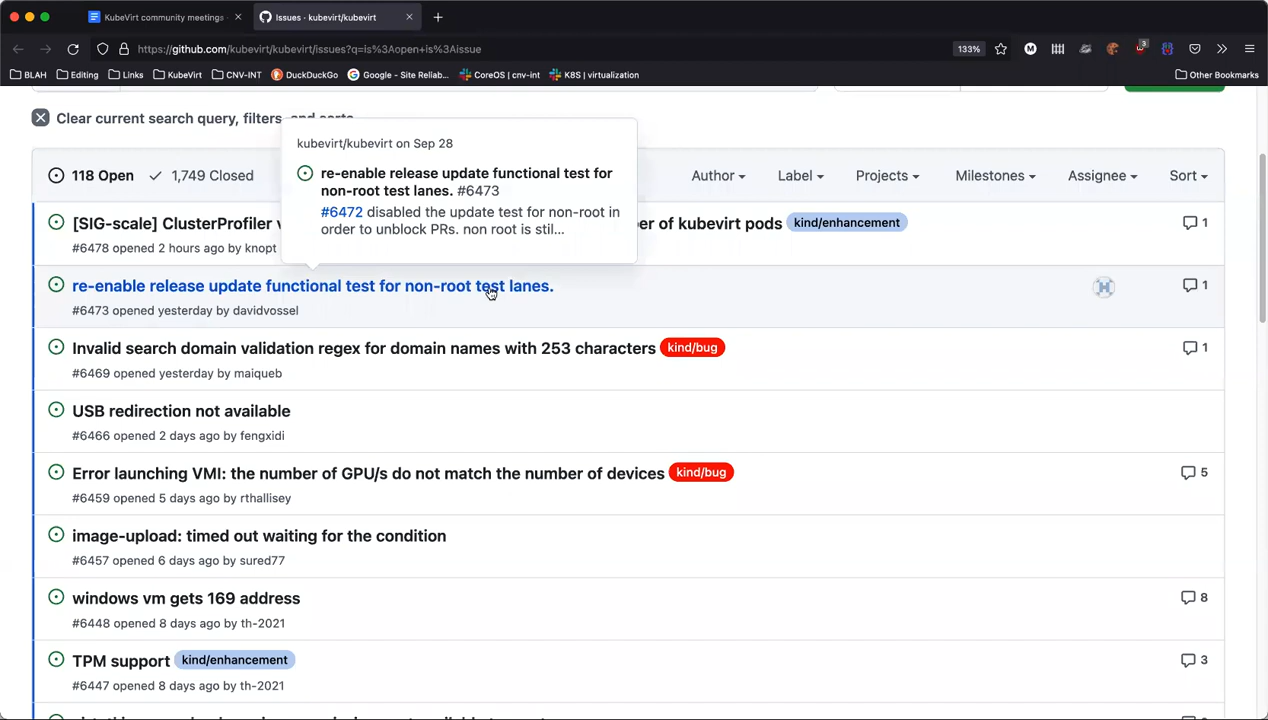 KubeVirt community meetings
Issues · kubevirt/kubevirt
https://github.com/kubevirt/kubevirt/issues?q=is%3Aopen+is%3Aissue
133%
3
BLAH
Editing
Links
KubeVirt
CNV-INT
DuckDuckGo
Google - Site Reliab...
CoreOS | cnv-int
K8S | virtualization
Other Bookmarks
Clear current search query, filters, and sorts
kubevirt/kubevirt on Sep 28
re-enable release update functional test for
non-root test lanes. #6473
#6472 disabled the update test for non-root in
order to unblock PRs. non root is stil...
118 Open
1,749 Closed
Author
Label
Projects
Milestones
Assignee
Sort
[SIG-scale] ClusterProfiler
er of kubevirt pods kind/enhancement
1
#6478 opened 2 hours ago by knopt
re-enable release update functional test for non-root test lanes.
1
#6473 opened yesterday by davidvossel
Invalid search domain validation regex for domain names with 253 characters kind/bug
1
#6469 opened yesterday by maiqueb
USB redirection not available
#6466 opened 2 days ago by fengxidi
Error launching VMI: the number of GPU/s do not match the number of devices kind/bug
5
#6459 opened 5 days ago by rthallisey
image-upload: timed out waiting for the condition
#6457 opened 6 days ago by sured77
windows vm gets 169 address
8
#6448 opened 8 days ago by th-2021
TPM support kind/enhancement
3
#6447 opened 8 days ago by th-2021